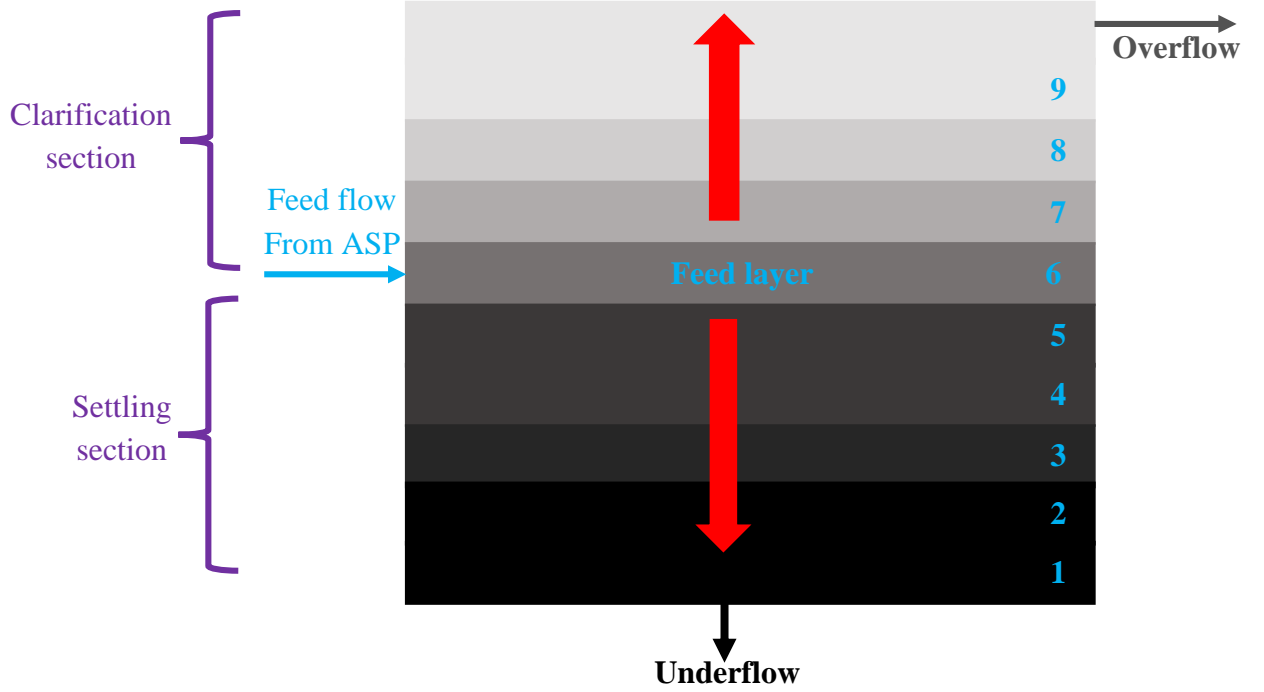 Overflow
9
Clarification
section
8
Feed flow
From ASP
7
Feed layer
6
5
4
Settling
section
3
2
1
Underflow